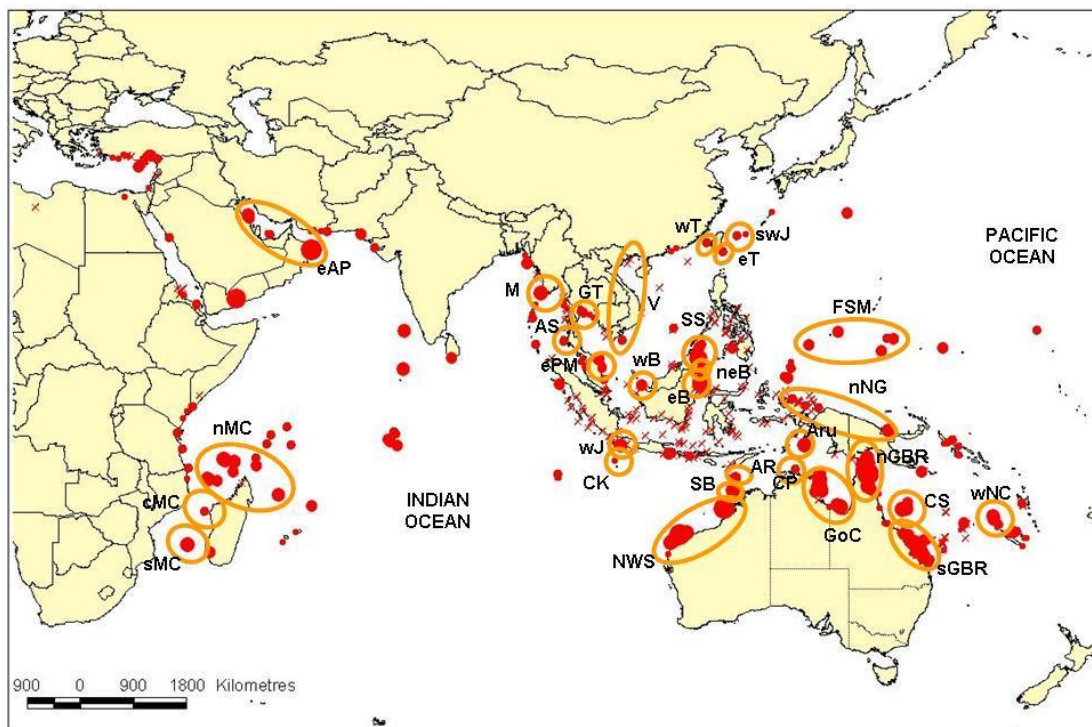 wT
swJ
eT
PACIFIC
OCEAN
eAP
M
GT
V
SS
FSM
AS
ePM
wB
neB
eB
nNG
nMC
wJ
Aru
nGBR
CK
AR
SB
CP
CS
wNC
cMC
INDIAN
OCEAN
GoC
sMC
NWS
sGBR
900 0 900 1800 Kilometres